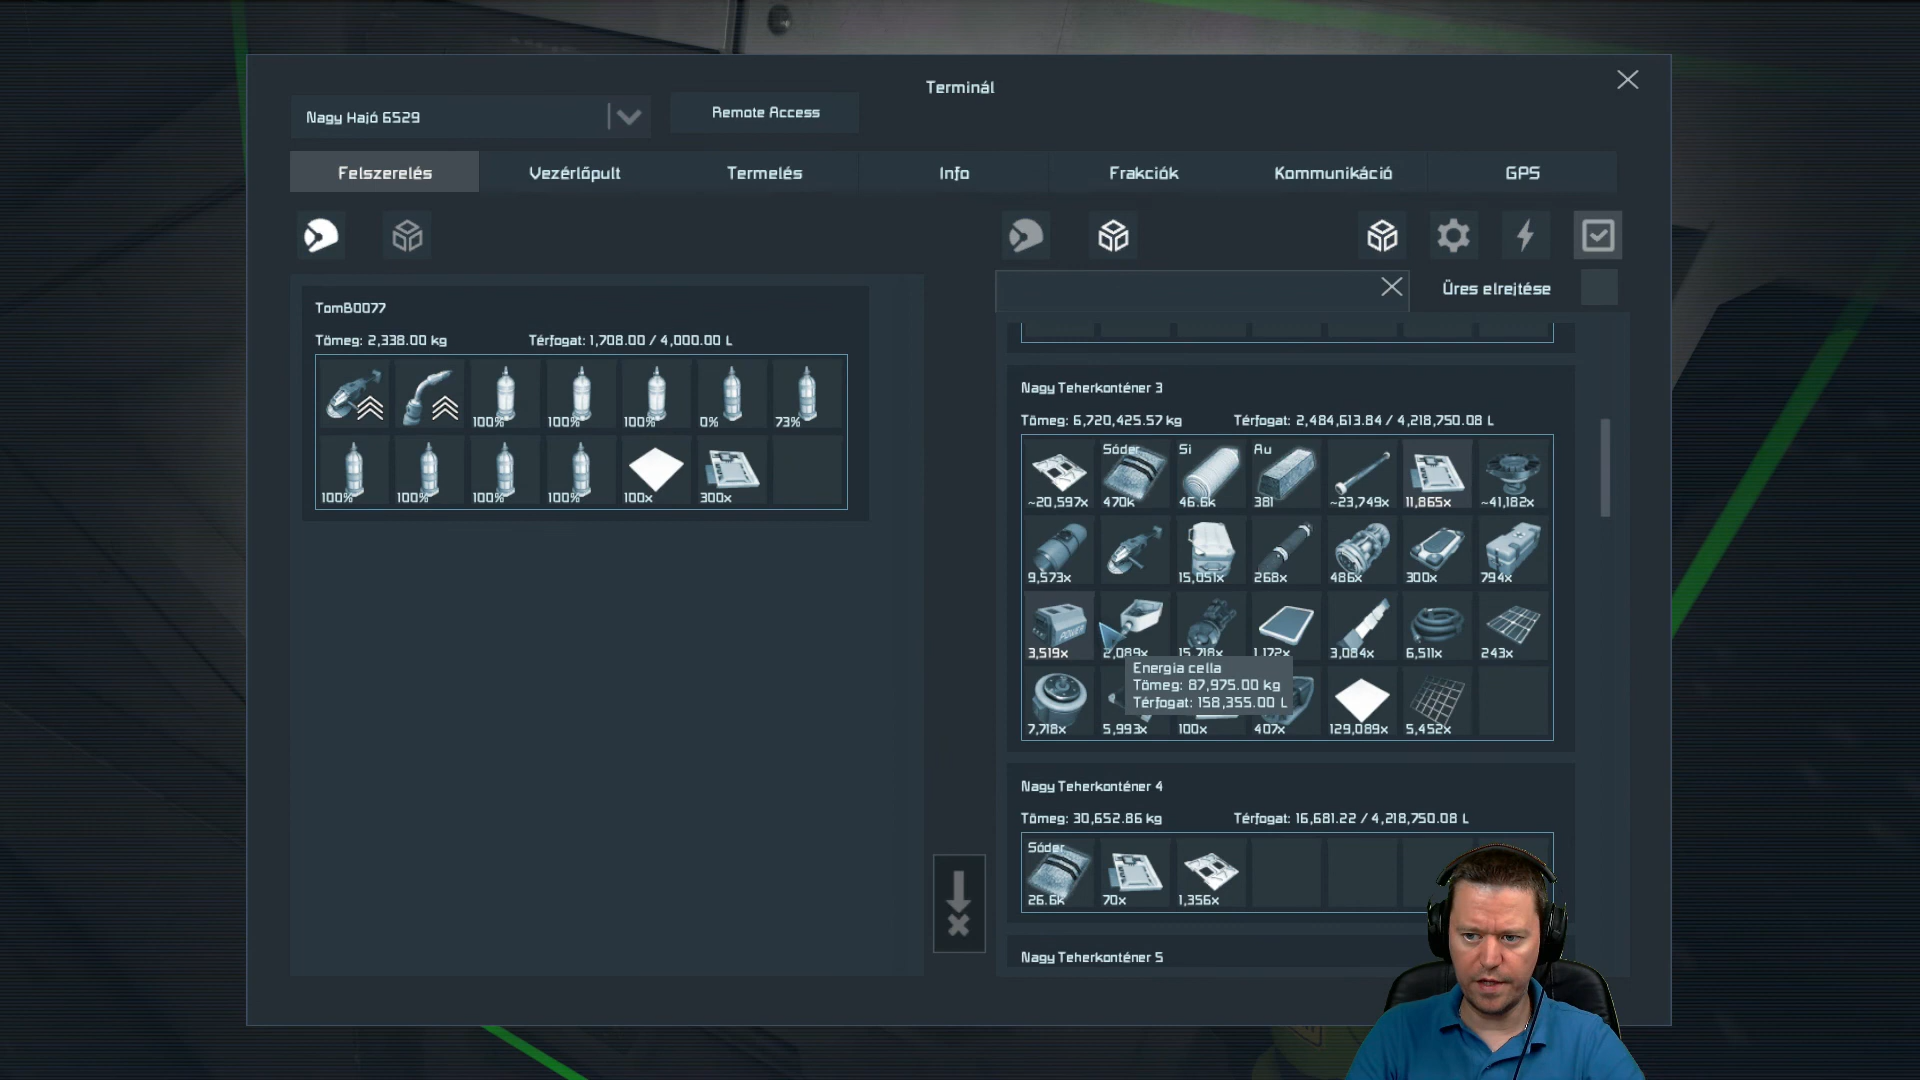 Terminál
Nagy Hajó 6529
Remote Access
Felszerelés
Vezérlőpult
Termelés
Info
Frakciók
Kommunikáció
GPS
Üres elrejtése
TomB0077
Tömeg: 2,338.00 kg
Térfogat: 1,708.00 / 4,000.00 L
100%
100%
100%
0%
73%
100%
100%
100%
100%
100x
300x
Nagy Teherkonténer 3
Tömeg: 6,720,425.57 kg
Térfogat: 2,484,613.84 / 4,218,750.08 L
Sóder
Si
Au
~20,597x
470k
46.6k
381
~23,749x
11,865x
~41,182x
9,573x
15,051x
268x
486x
300x
794x
POWER
3,519x
2,089x
15,718x
1,172x
3,084x
6,511x
243x
Energia cella
Tömeg: 87,975.00 kg
Térfogat: 158,355.00 L
7,718x
5,993x
100x
407x
129,089x
5,452x
Nagy Teherkonténer 4
Tömeg: 30,652.86 kg
Térfogat: 16,681.22 / 4,218,750.08 L
Sóder
26.6k
70x
1,356x
Nagy Teherkonténer 5